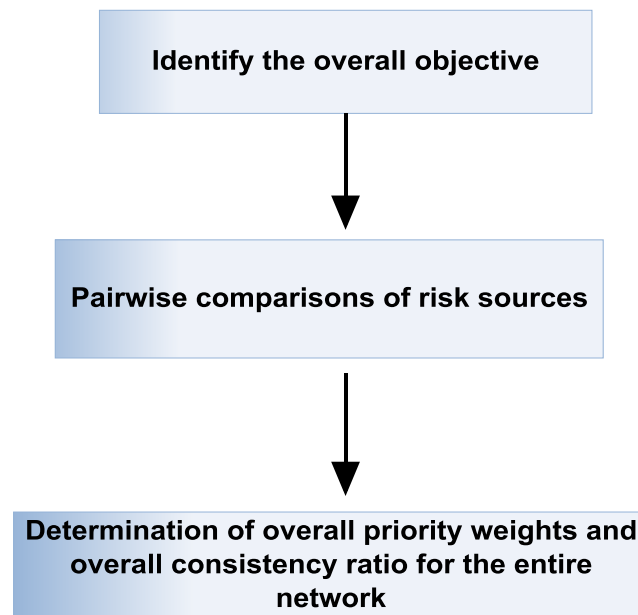 Identify the overall objective
Pairwise comparisons of risk sources
Determination of overall priority weights and
overall consistency ratio for the entire
network